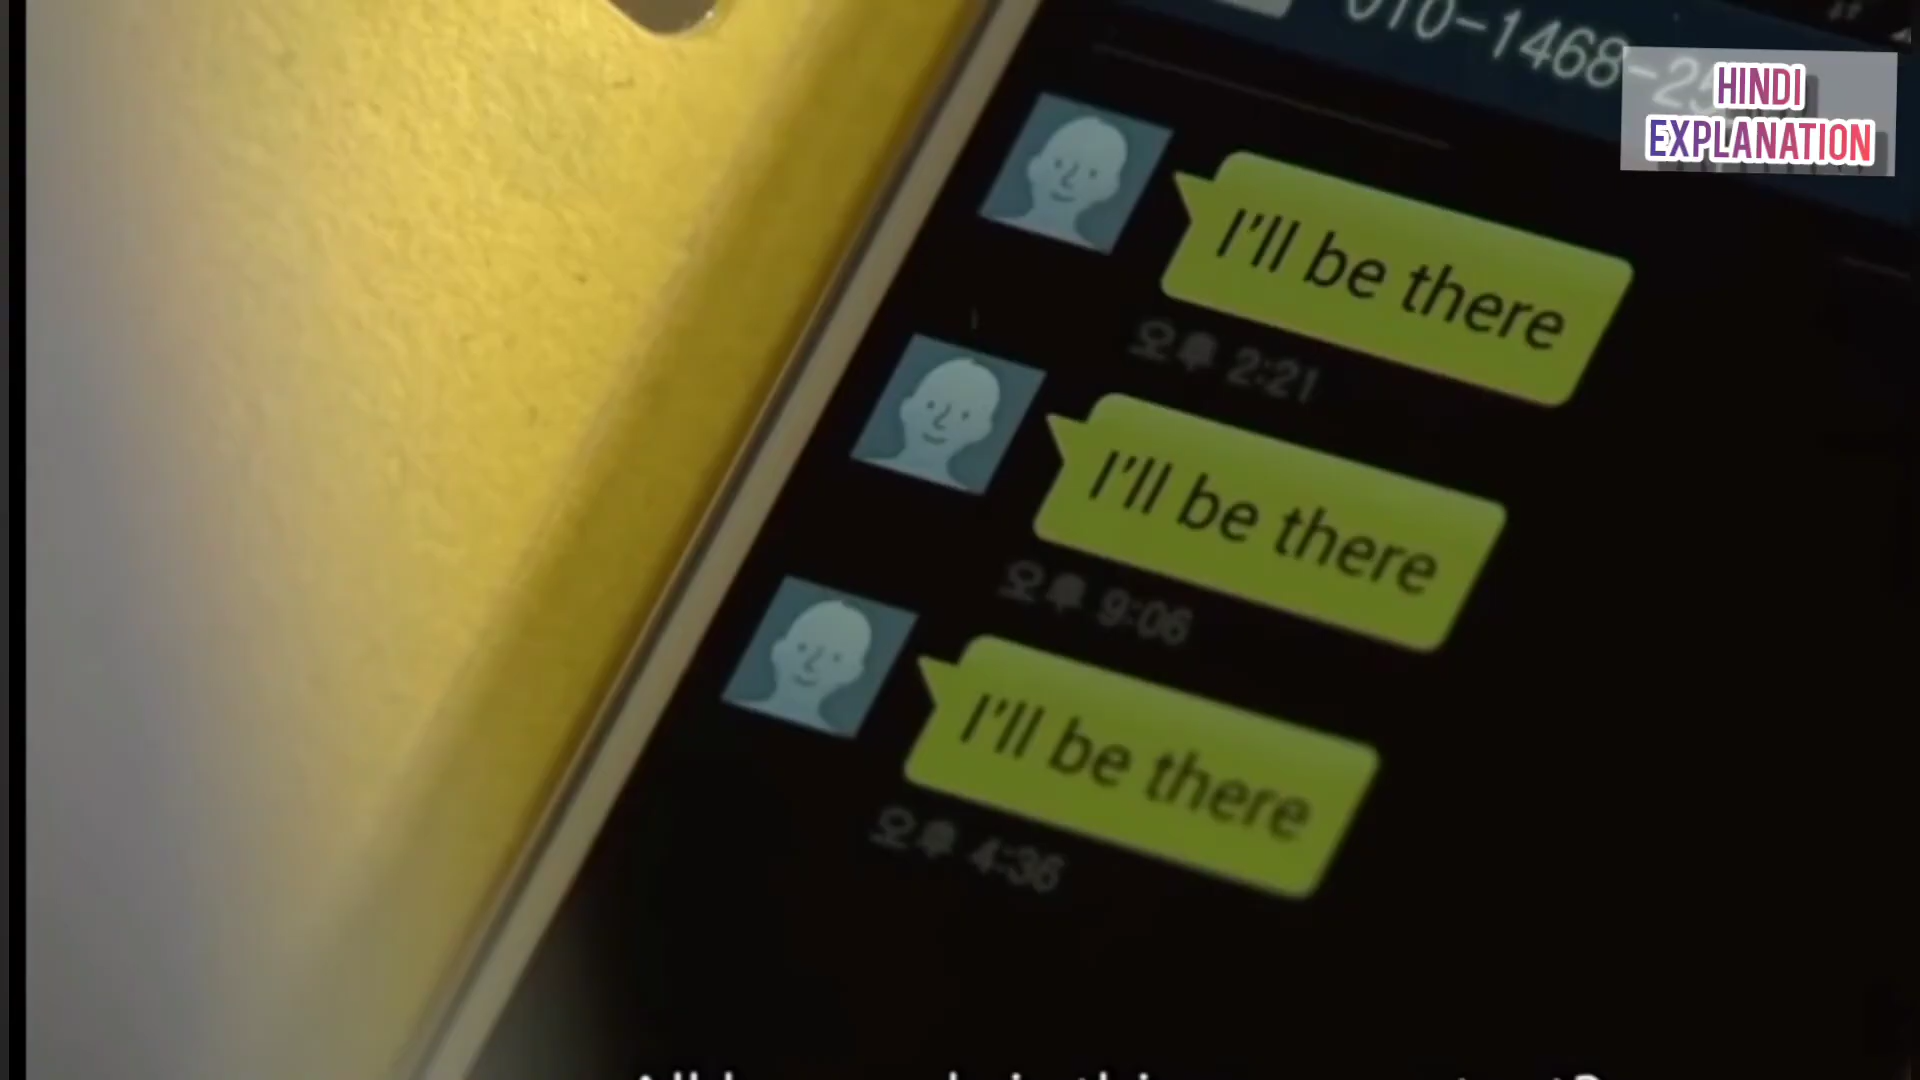 010-1468-25
HINDI
EXPLANATION
I'll be there
오후 2:21
I'll be there
오후 9:06
I'll be there
오후 4:36